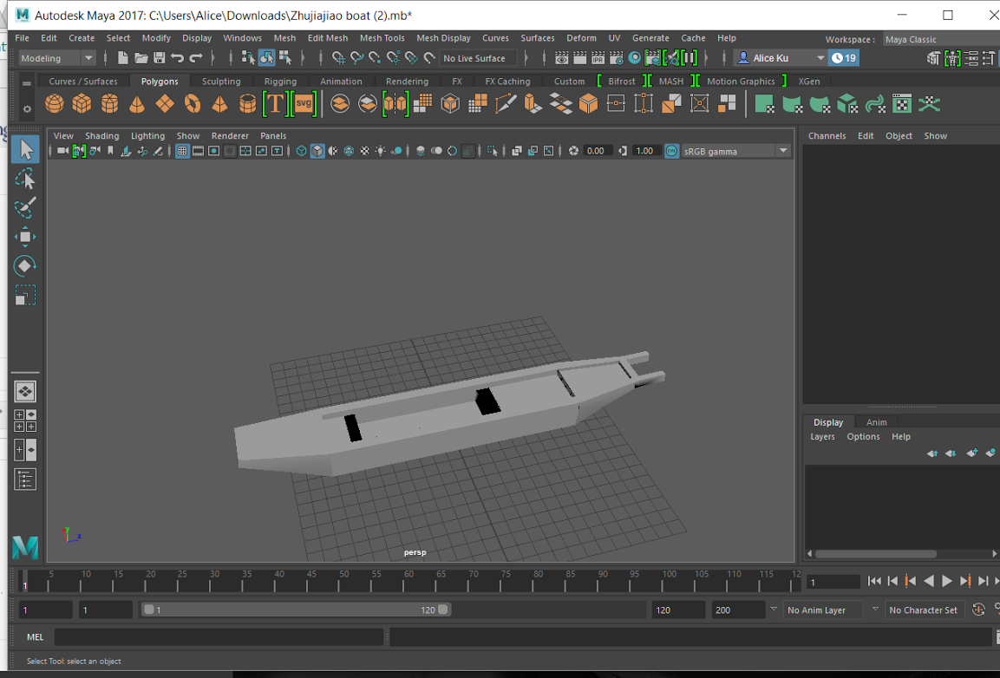 Autodesk Maya 2017: C:\Users\Alice\Downloads\Zhujiajiao boat (2).mb*
File Edit Create Select Modify Display Windows Mesh Edit Mesh Mesh Tools Mesh Display Curves Surfaces Deform UV Generate Cache Help Workspace : Maya Classic
Modeling No Live Surface IPR Alice Ku 19
Curves / Surfaces Polygons Sculpting Rigging Animation Rendering FX FX Caching Custom Bifrost MASH Motion Graphics XGen
T SVG
View Shading Lighting Show Renderer Panels
0.00 1.00 ON sRGB gamma
Channels Edit Object Show
persp
Display Anim
Layers Options Help
1 5 10 15 20 25 30 35 40 45 50 55 60 65 70 75 80 85 90 95 100 105 110 115 12 1
1 1 1 120 120 200 No Anim Layer No Character Set
MEL
Select Tool: select an object